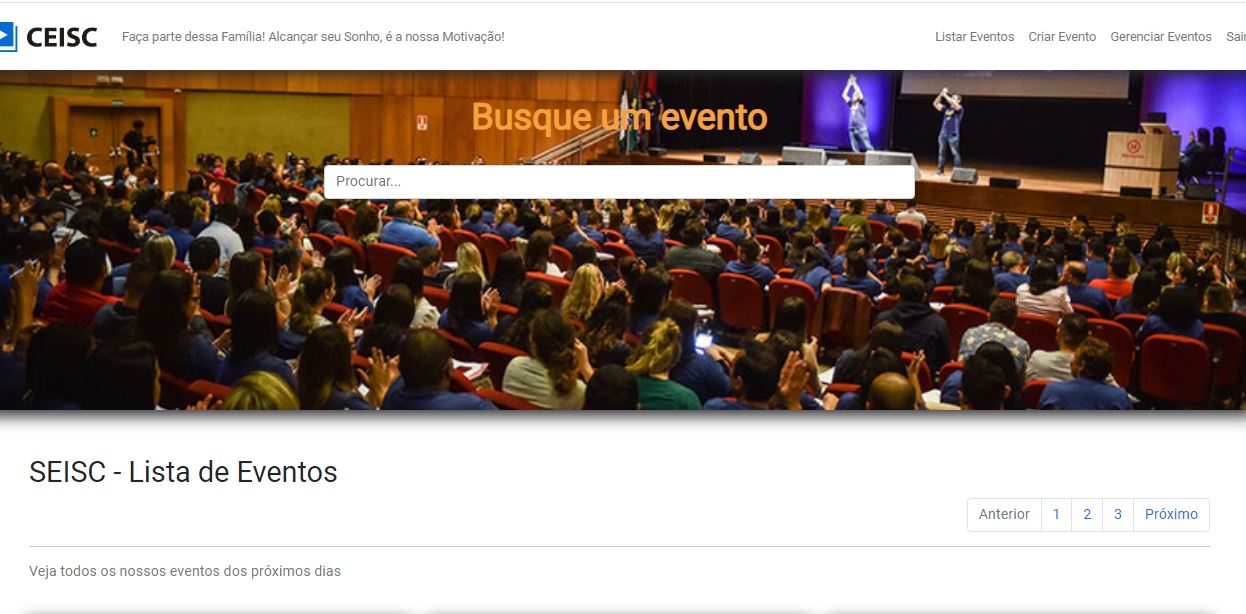 CEISC
Faça parte dessa Família! Alcançar seu Sonho, é a nossa Motivação!
Listar Eventos
Criar Evento
Gerenciar Eventos
Sair
Busque um evento
Procurar...
SEISC - Lista de Eventos
Anterior 1 2 3 Próximo
Veja todos os nossos eventos dos próximos dias